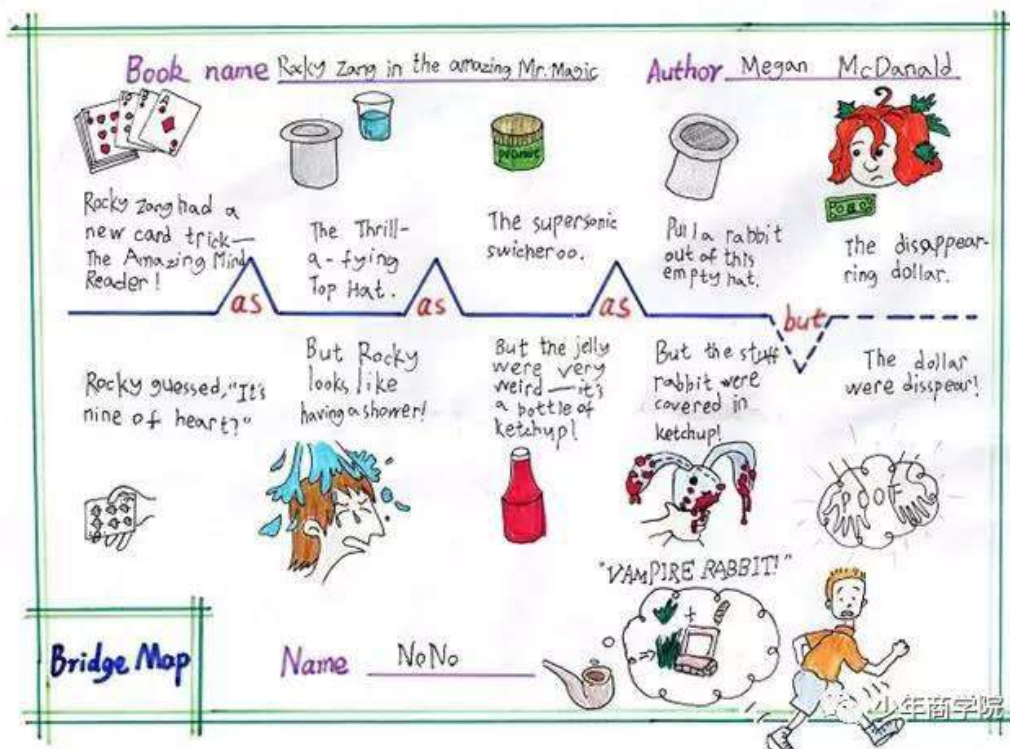 Book name Rocky Zang in the amazing Mr. Magic
Author Megan McDanald
peanut
Rocky Zang had a
new card trick—
The Amazing Mind
Reader!
The Thrill-
a-fying
Top Hat.
The supersonic
swicheroo.
Pull a rabbit
out of this
empty hat.
The disappear-
ring dollar.
as
as
as
but
Rocky guessed, "It's
nine of heart?"
But Rocky
looks like
having a shower!
But the jelly
were very
weird—it's
a bottle of
ketchup!
But the stuff
rabbit were
covered in
ketchup!
The dollar
were disspear!
POOF
"VAMPIRE RABBIT!"
Bridge Map
Name NoNo
少年商学院